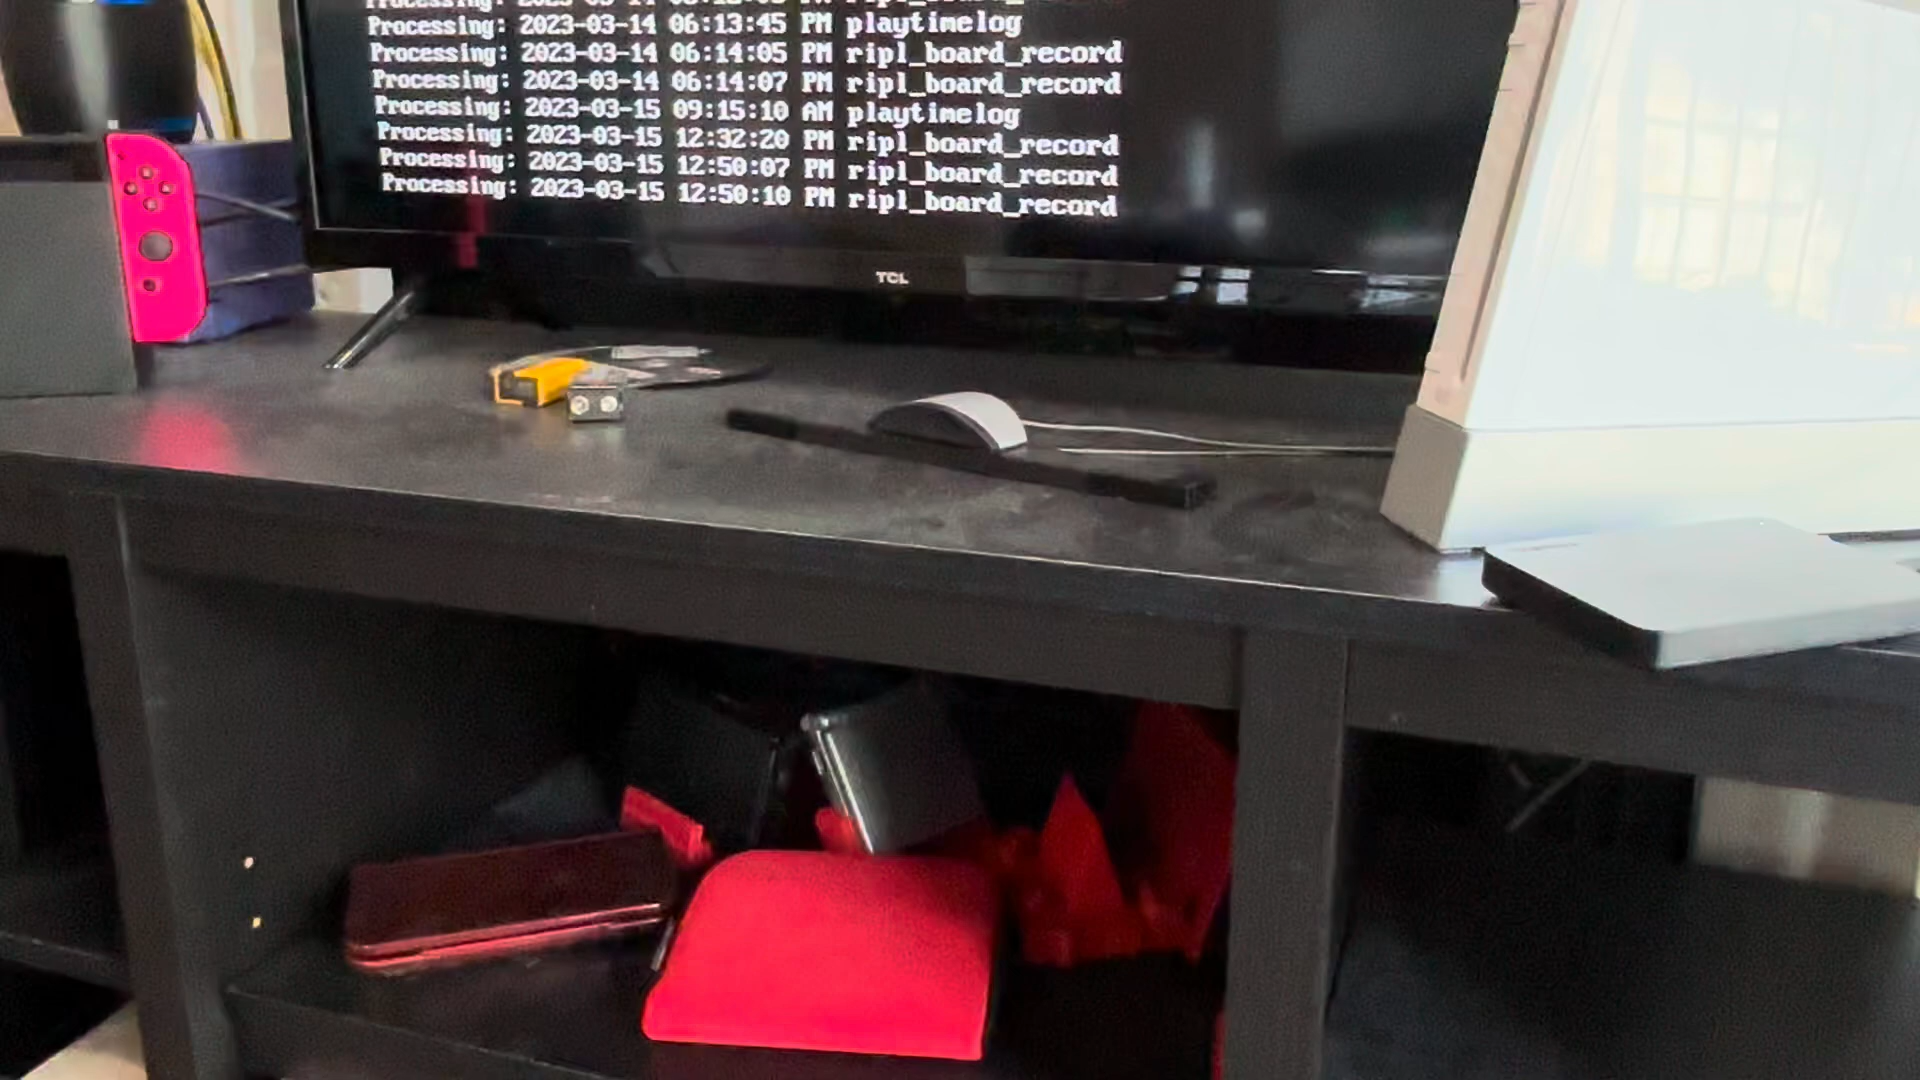 Processing: 2023-03-14 06:13:45 PM playtimelog
Processing: 2023-03-14 06:14:05 PM ripl_board_record
Processing: 2023-03-14 06:14:07 PM ripl_board_record
Processing: 2023-03-15 09:15:10 AM playtimelog
Processing: 2023-03-15 12:32:20 PM ripl_board_record
Processing: 2023-03-15 12:50:07 PM ripl_board_record
Processing: 2023-03-15 12:50:10 PM ripl_board_record
TCL